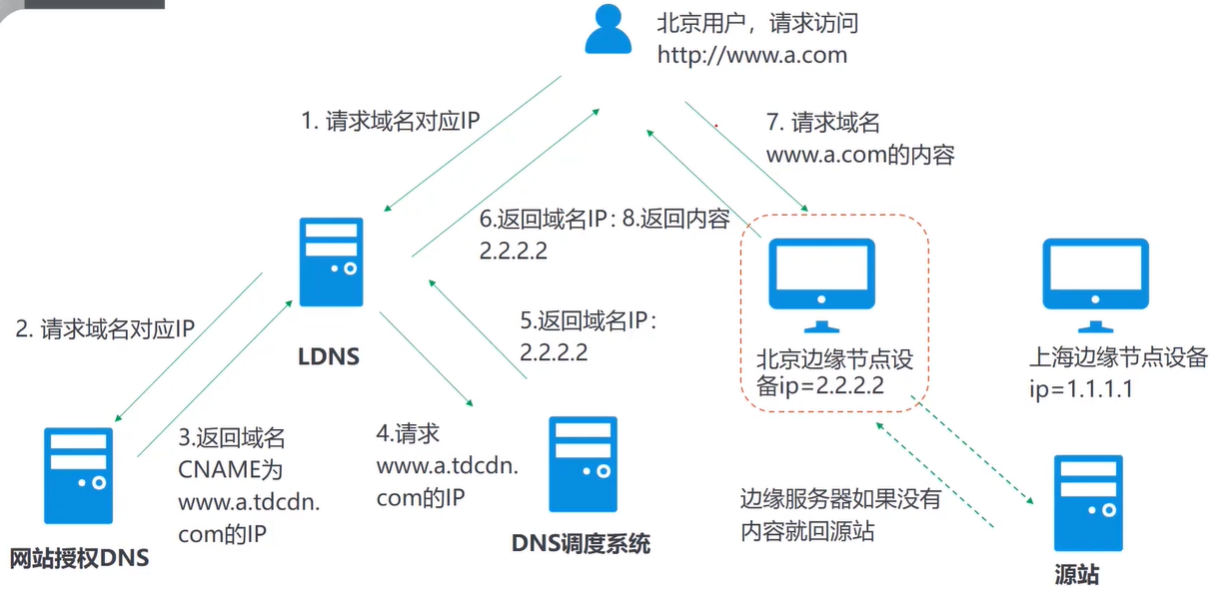 北京用户，请求访问
http://www.a.com
1. 请求域名对应IP
7. 请求域名
www.a.com的内容
6.返回域名IP：
2.2.2.2
8.返回内容
2. 请求域名对应IP
LDNS
5.返回域名IP：
2.2.2.2
北京边缘节点设
备ip=2.2.2.2
上海边缘节点设备
ip=1.1.1.1
3.返回域名
CNAME为
www.a.tdcdn.
com的IP
4.请求
www.a.tdcdn.
com的IP
边缘服务器如果没有
内容就回源站
网站授权DNS
DNS调度系统
源站